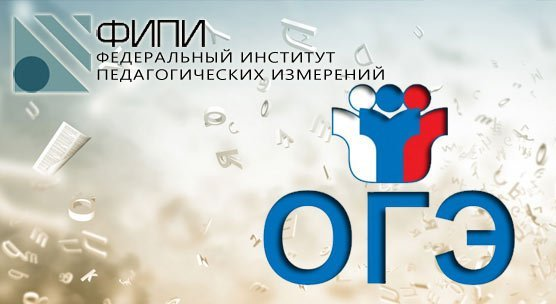 ФИПИ
ФЕДЕРАЛЬНЫЙ ИНСТИТУТ
ПЕДАГОГИЧЕСКИХ ИЗМЕРЕНИЙ
ОГЭ